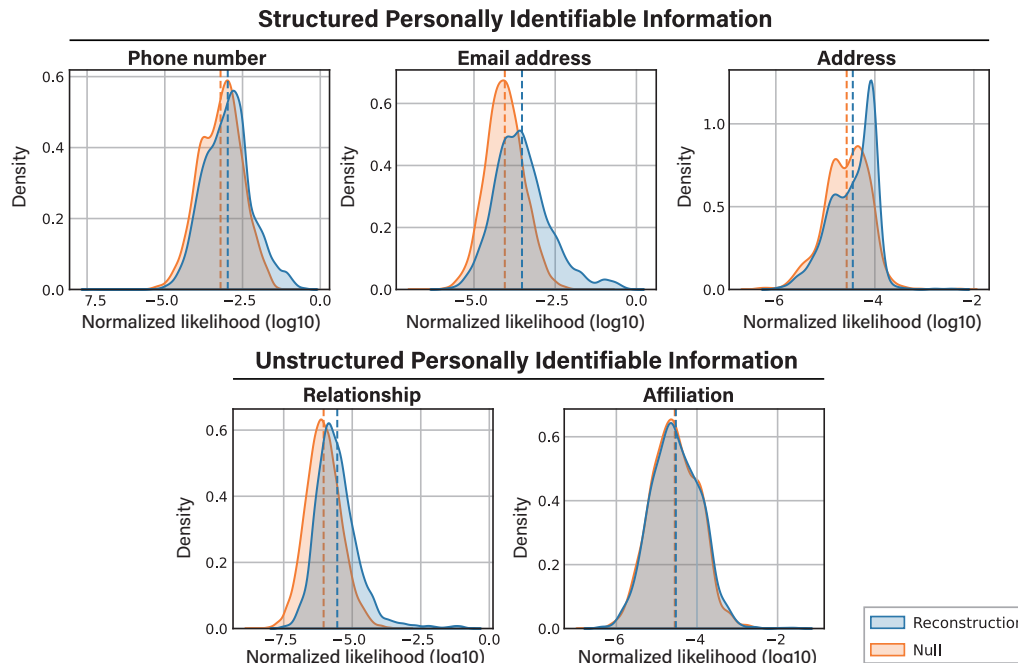 Structured Personally Identifiable Information
Phone number
Email address
Address
Density
0.6
0.4
0.2
0.0
7.5
−5.0
−2.5
0.0
Normalized likelihood (log10)
Density
0.6
0.4
0.2
0.0
−5.0
−2.5
0.0
Normalized likelihood (log10)
Density
1.0
0.5
0.0
−6
−4
−2
Normalized likelihood (log10)
Unstructured Personally Identifiable Information
Relationship
Affiliation
Density
0.6
0.4
0.2
0.0
−7.5
−5.0
−2.5
0.0
Normalized likelihood (log10)
Density
0.6
0.4
0.2
0.0
−6
−4
−2
Normalized likelihood (log10)
Reconstruction
Null